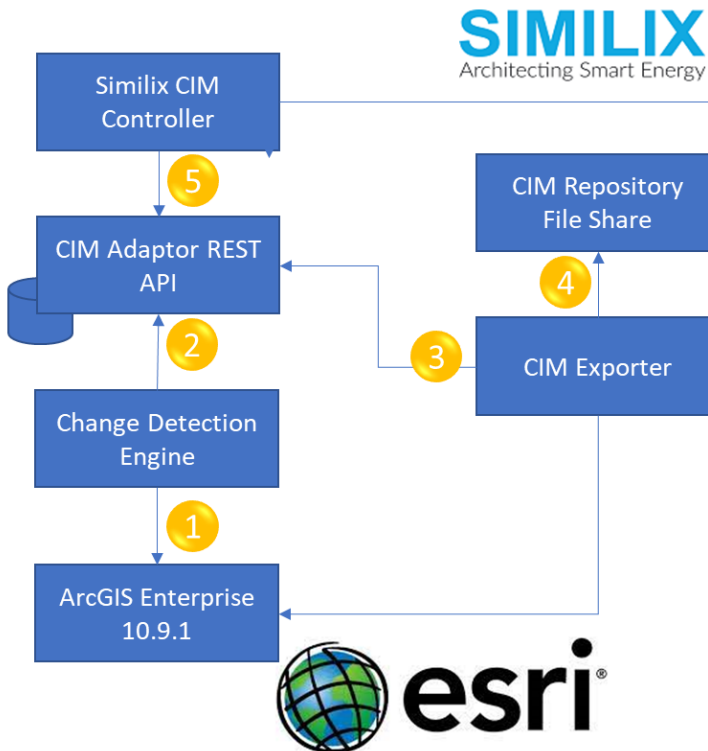 SIMILIX
Architecting Smart Energy
Similix CIM
Controller
5
CIM Repository
File Share
CIM Adaptor REST
API
4
2
3
CIM Exporter
Change Detection
Engine
1
ArcGIS Enterprise
10.9.1
esri®